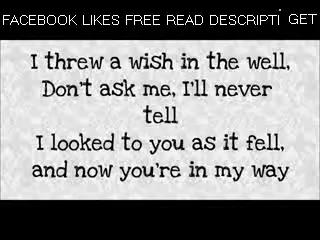 FACEBOOK LIKES FREE READ DESCRIPTI GET
I threw a wish in the well,
Don't ask me, I'll never
tell
I looked to you as it fell,
and now you're in my way